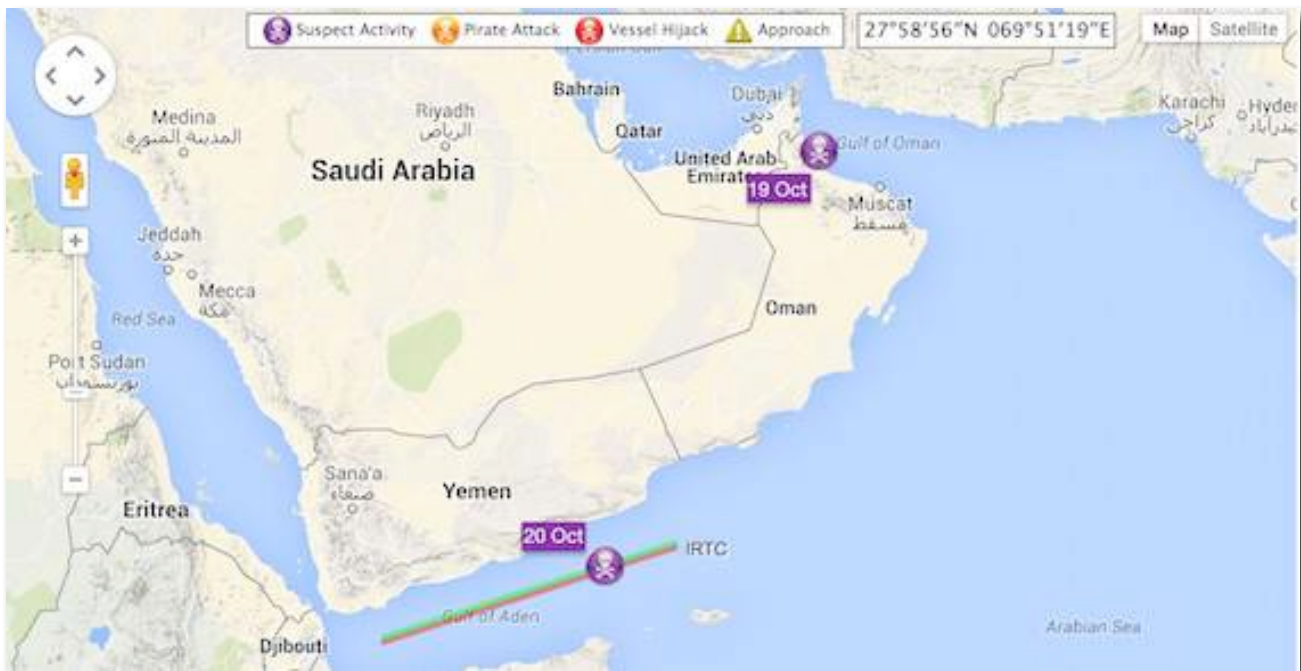 Suspect Activity Pirate Attack Vessel Hijack Approach
27°58'56"N 069°51'19"E
Map Satellite
Medina
المدينة المنورة
Riyadh
الرياض
Bahrain
Qatar
Dubai
دبي
Gulf of Oman
Karachi
كراچی
United Arab
Emirates
19 Oct
Muscat
مسقط
Saudi Arabia
Jeddah
جدة
Mecca
مكة
Red Sea
Port Sudan
بورتسودان
Oman
Sana'a
صنعاء
Yemen
Eritrea
20 Oct
IRTC
Gulf of Aden
Djibouti
Arabian Sea